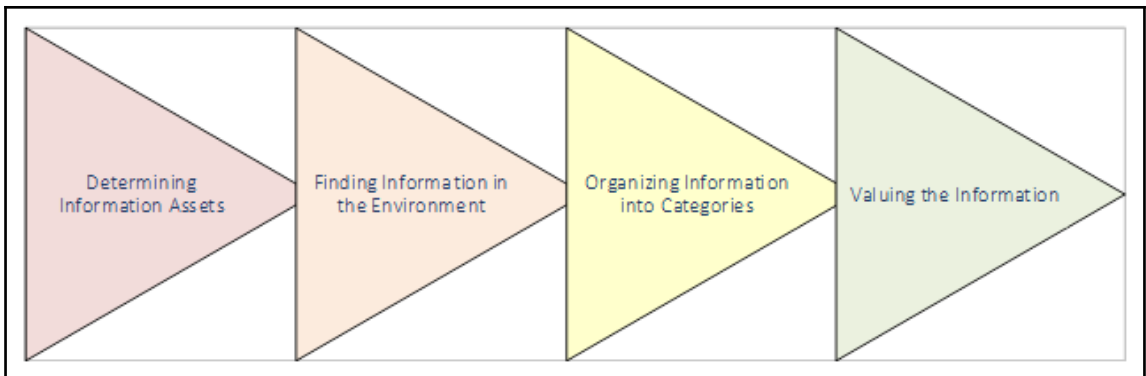 Determining
Information Assets
Finding Information in
the Environment
Organizing Information
into Categories
Valuing the Information